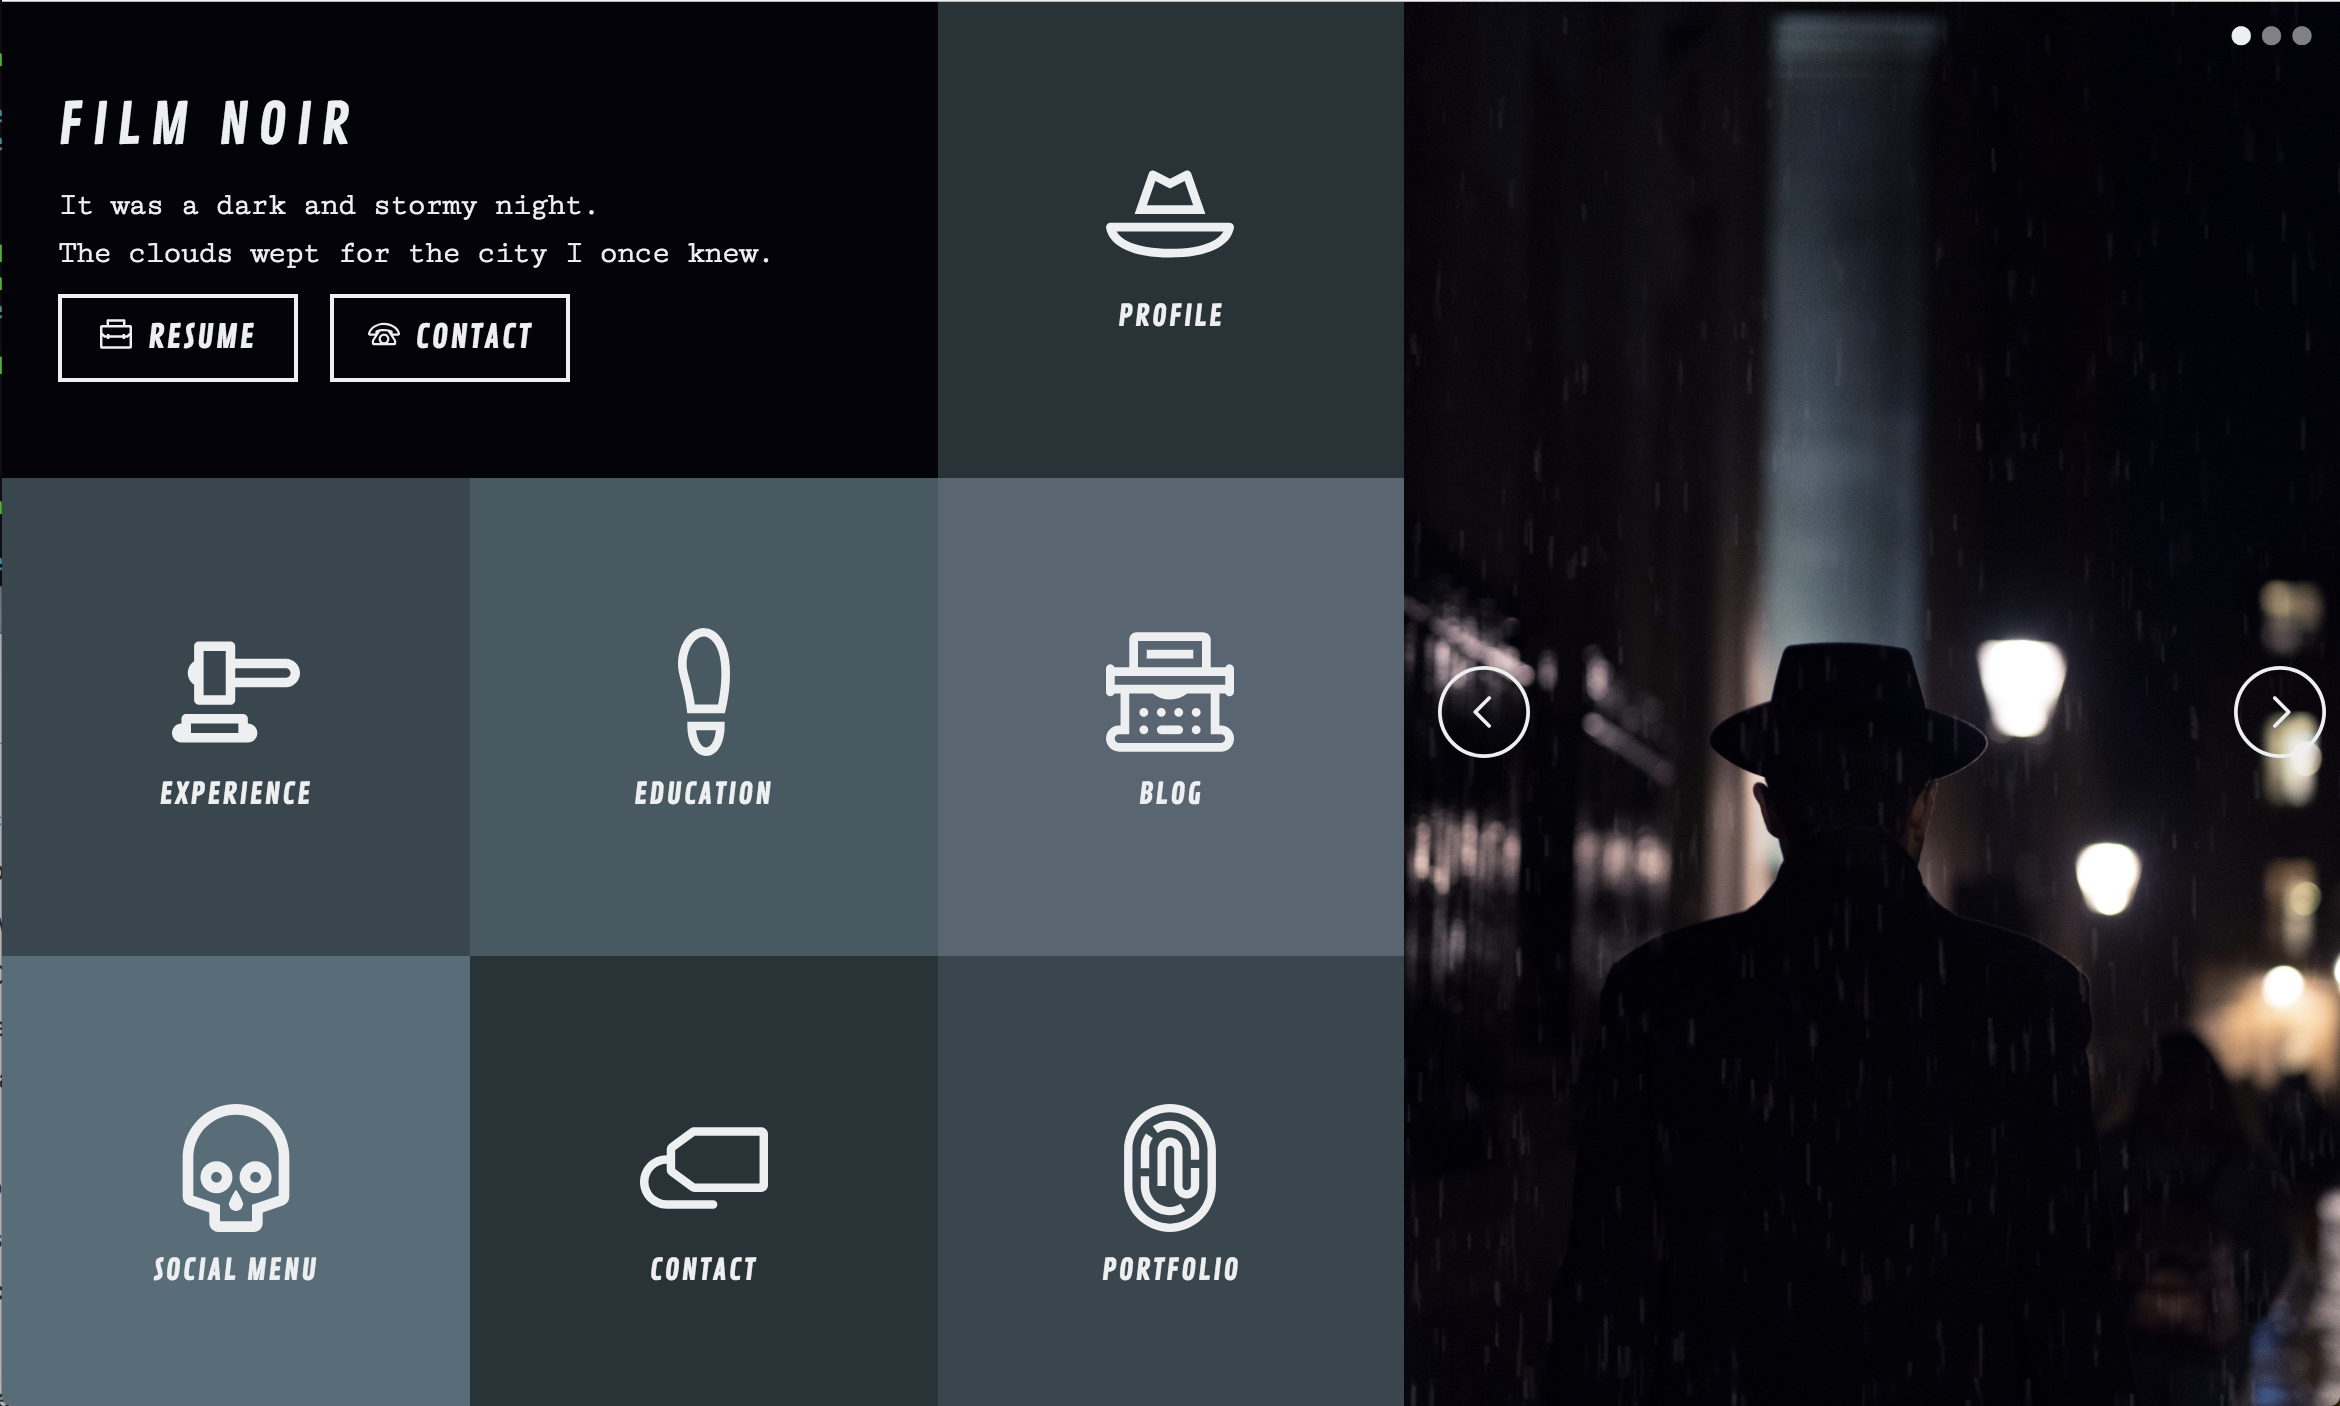 FILM NOIR
It was a dark and stormy night.
The clouds wept for the city I once knew.
RESUME
CONTACT
PROFILE
EXPERIENCE
EDUCATION
BLOG
SOCIAL MENU
CONTACT
PORTFOLIO